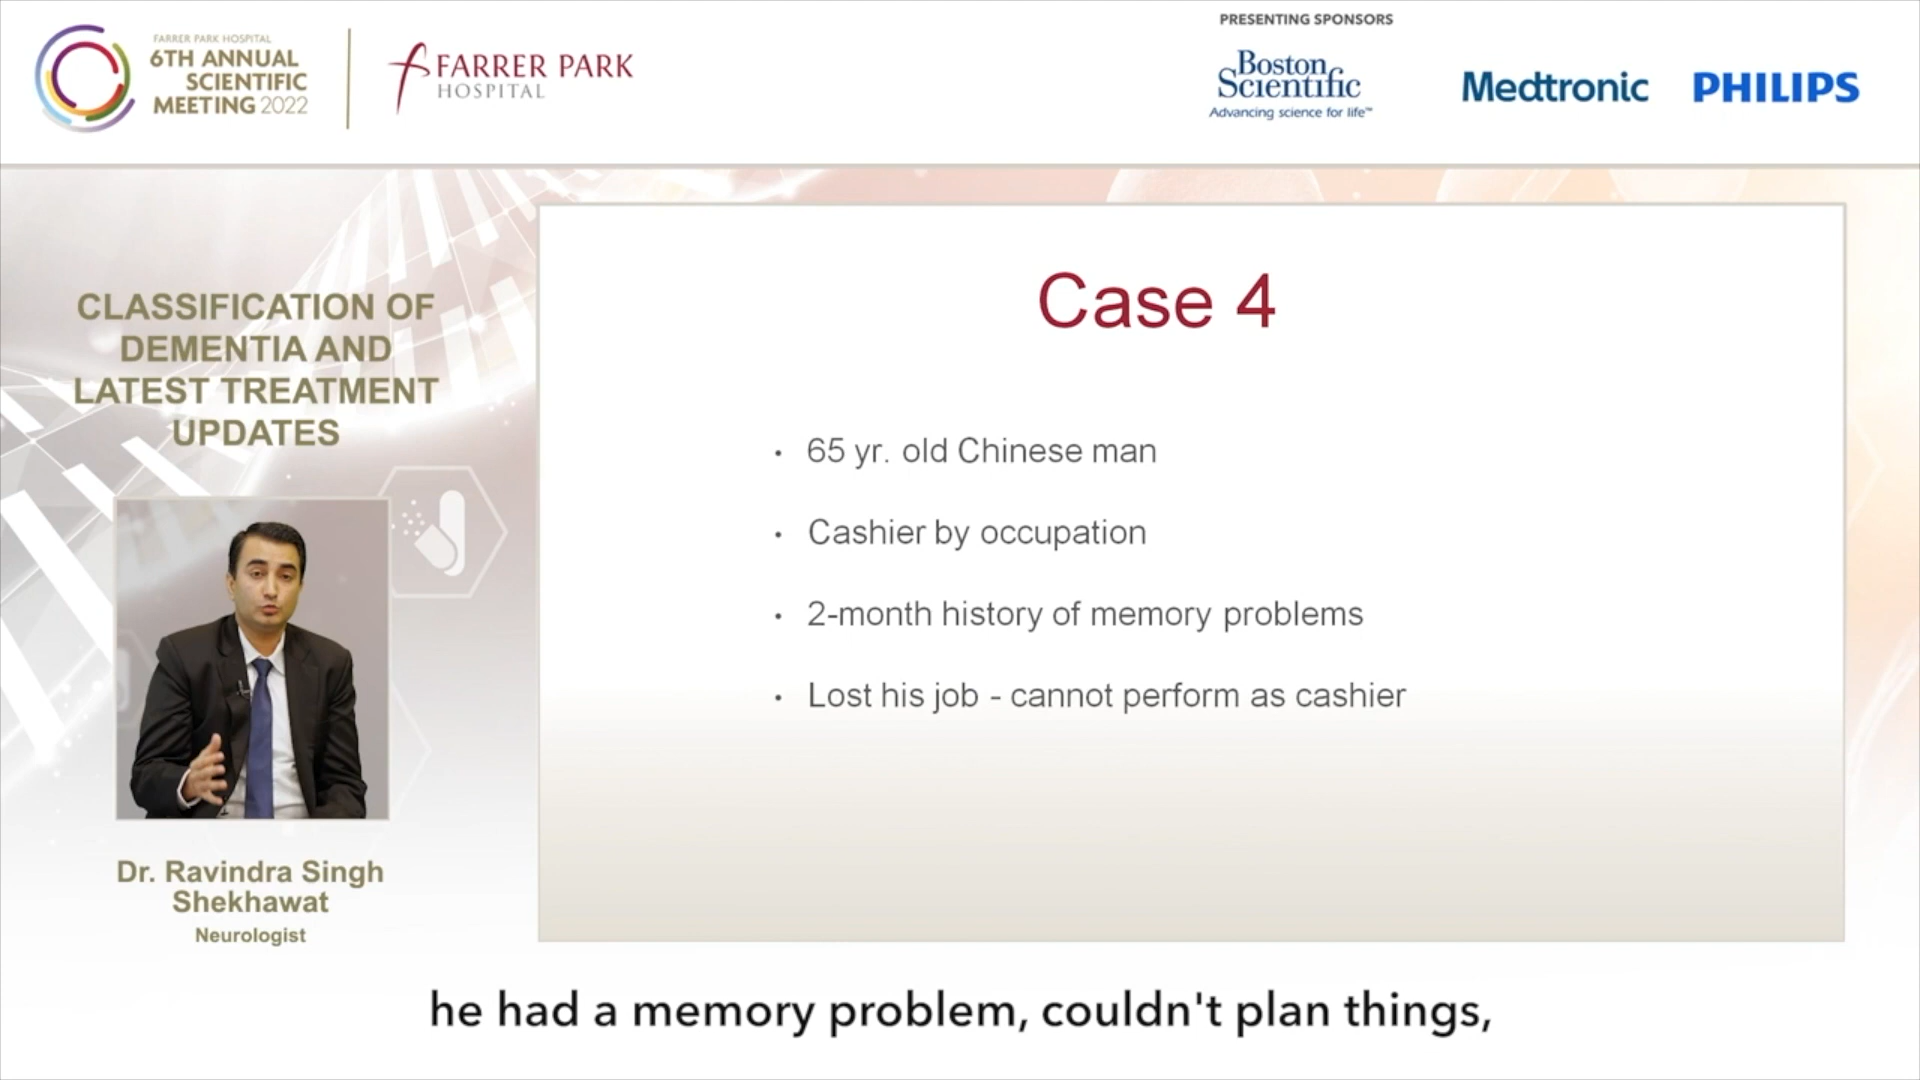 FARRER PARK HOSPITAL
6TH ANNUAL
SCIENTIFIC
MEETING 2022
FARRER PARK
HOSPITAL
PRESENTING SPONSORS
Boston
Scientific
Advancing science for life™
Medtronic
PHILIPS
CLASSIFICATION OF
DEMENTIA AND
LATEST TREATMENT
UPDATES
Dr. Ravindra Singh
Shekhawat
Neurologist
Case 4
• 65 yr. old Chinese man
• Cashier by occupation
• 2-month history of memory problems
• Lost his job - cannot perform as cashier
he had a memory problem, couldn't plan things,